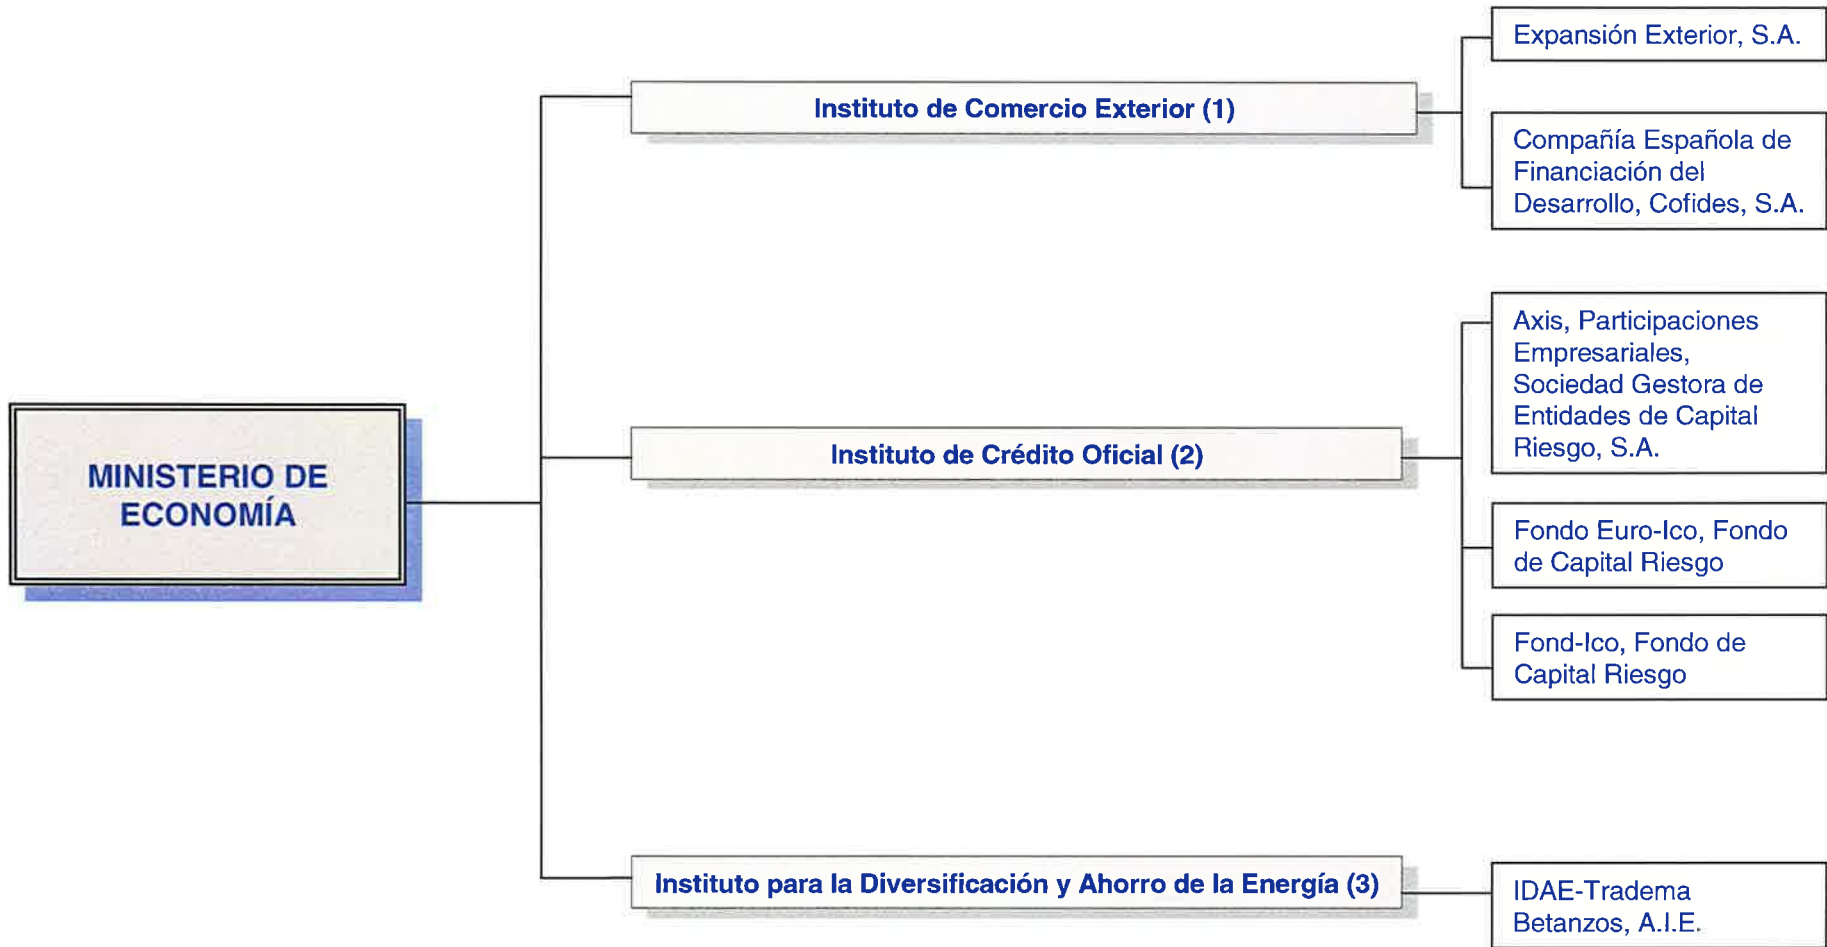 MINISTERIO DE
ECONOMÍA
Instituto de Comercio Exterior (1)
Expansión Exterior, S.A.
Compañía Española de
Financiación del
Desarrollo, Cofides, S.A.
Instituto de Crédito Oficial (2)
Axis, Participaciones
Empresariales,
Sociedad Gestora de
Entidades de Capital
Riesgo, S.A.
Fondo Euro-Ico, Fondo
de Capital Riesgo
Fond-Ico, Fondo de
Capital Riesgo
Instituto para la Diversificación y Ahorro de la Energía (3)
IDAE-Tradema
Betanzos, A.I.E.